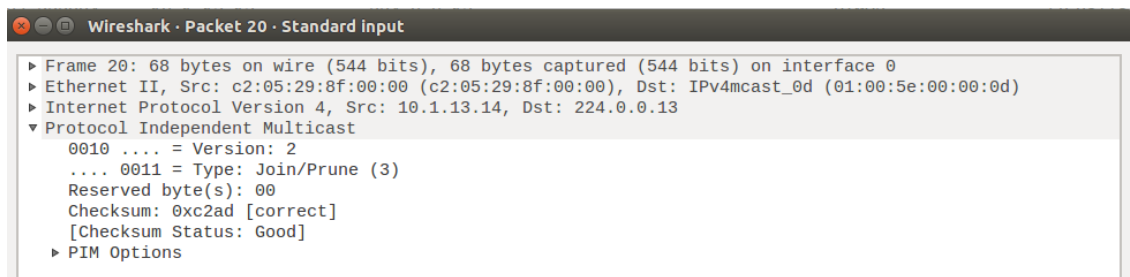 Wireshark · Packet 20 · Standard input
Frame 20: 68 bytes on wire (544 bits), 68 bytes captured (544 bits) on interface 0
Ethernet II, Src: c2:05:29:8f:00:00 (c2:05:29:8f:00:00), Dst: IPv4mcast_0d (01:00:5e:00:00:0d)
Internet Protocol Version 4, Src: 10.1.13.14, Dst: 224.0.0.13
Protocol Independent Multicast
0010 .... = Version: 2
.... 0011 = Type: Join/Prune (3)
Reserved byte(s): 00
Checksum: 0xc2ad [correct]
[Checksum Status: Good]
PIM Options